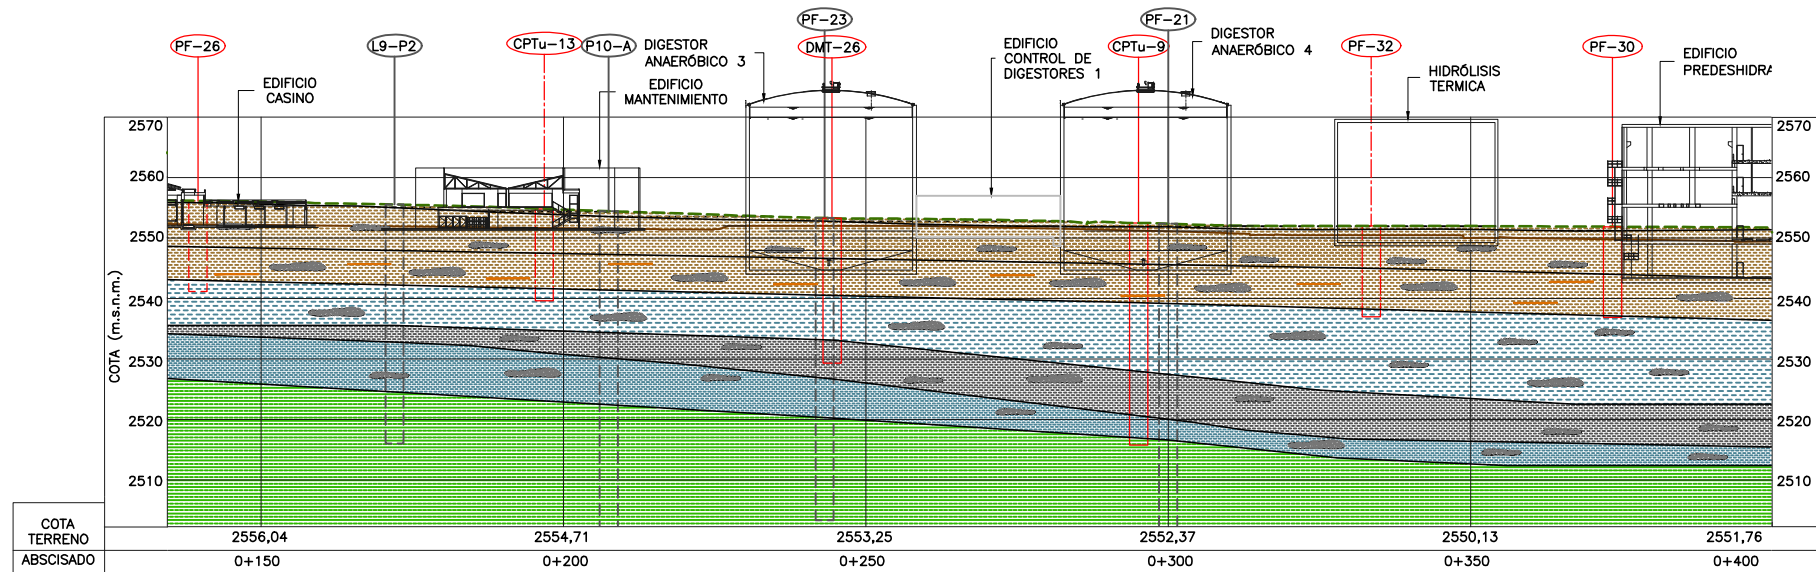 PF-23
PF-21
PF-26
L9-P2
CPTu-13
P10-A
DIGESTOR
ANAERÓBICO 3
DMT-26
EDIFICIO
CONTROL DE
DIGESTORES 1
CPTu-9
DIGESTOR
ANAERÓBICO 4
PF-32
PF-30
EDIFICIO
PREDESHIDRA
EDIFICIO
CASINO
EDIFICIO
MANTENIMIENTO
HIDRÓLISIS
TERMICA
COTA (m.s.n.m.)
2570
2560
2550
2540
2530
2520
2510
2570
2560
2550
2540
2530
2520
2510
COTA
TERRENO
2556,04
2554,71
2553,25
2552,37
2550,13
2551,76
ABSCISADO
0+150
0+200
0+250
0+300
0+350
0+400